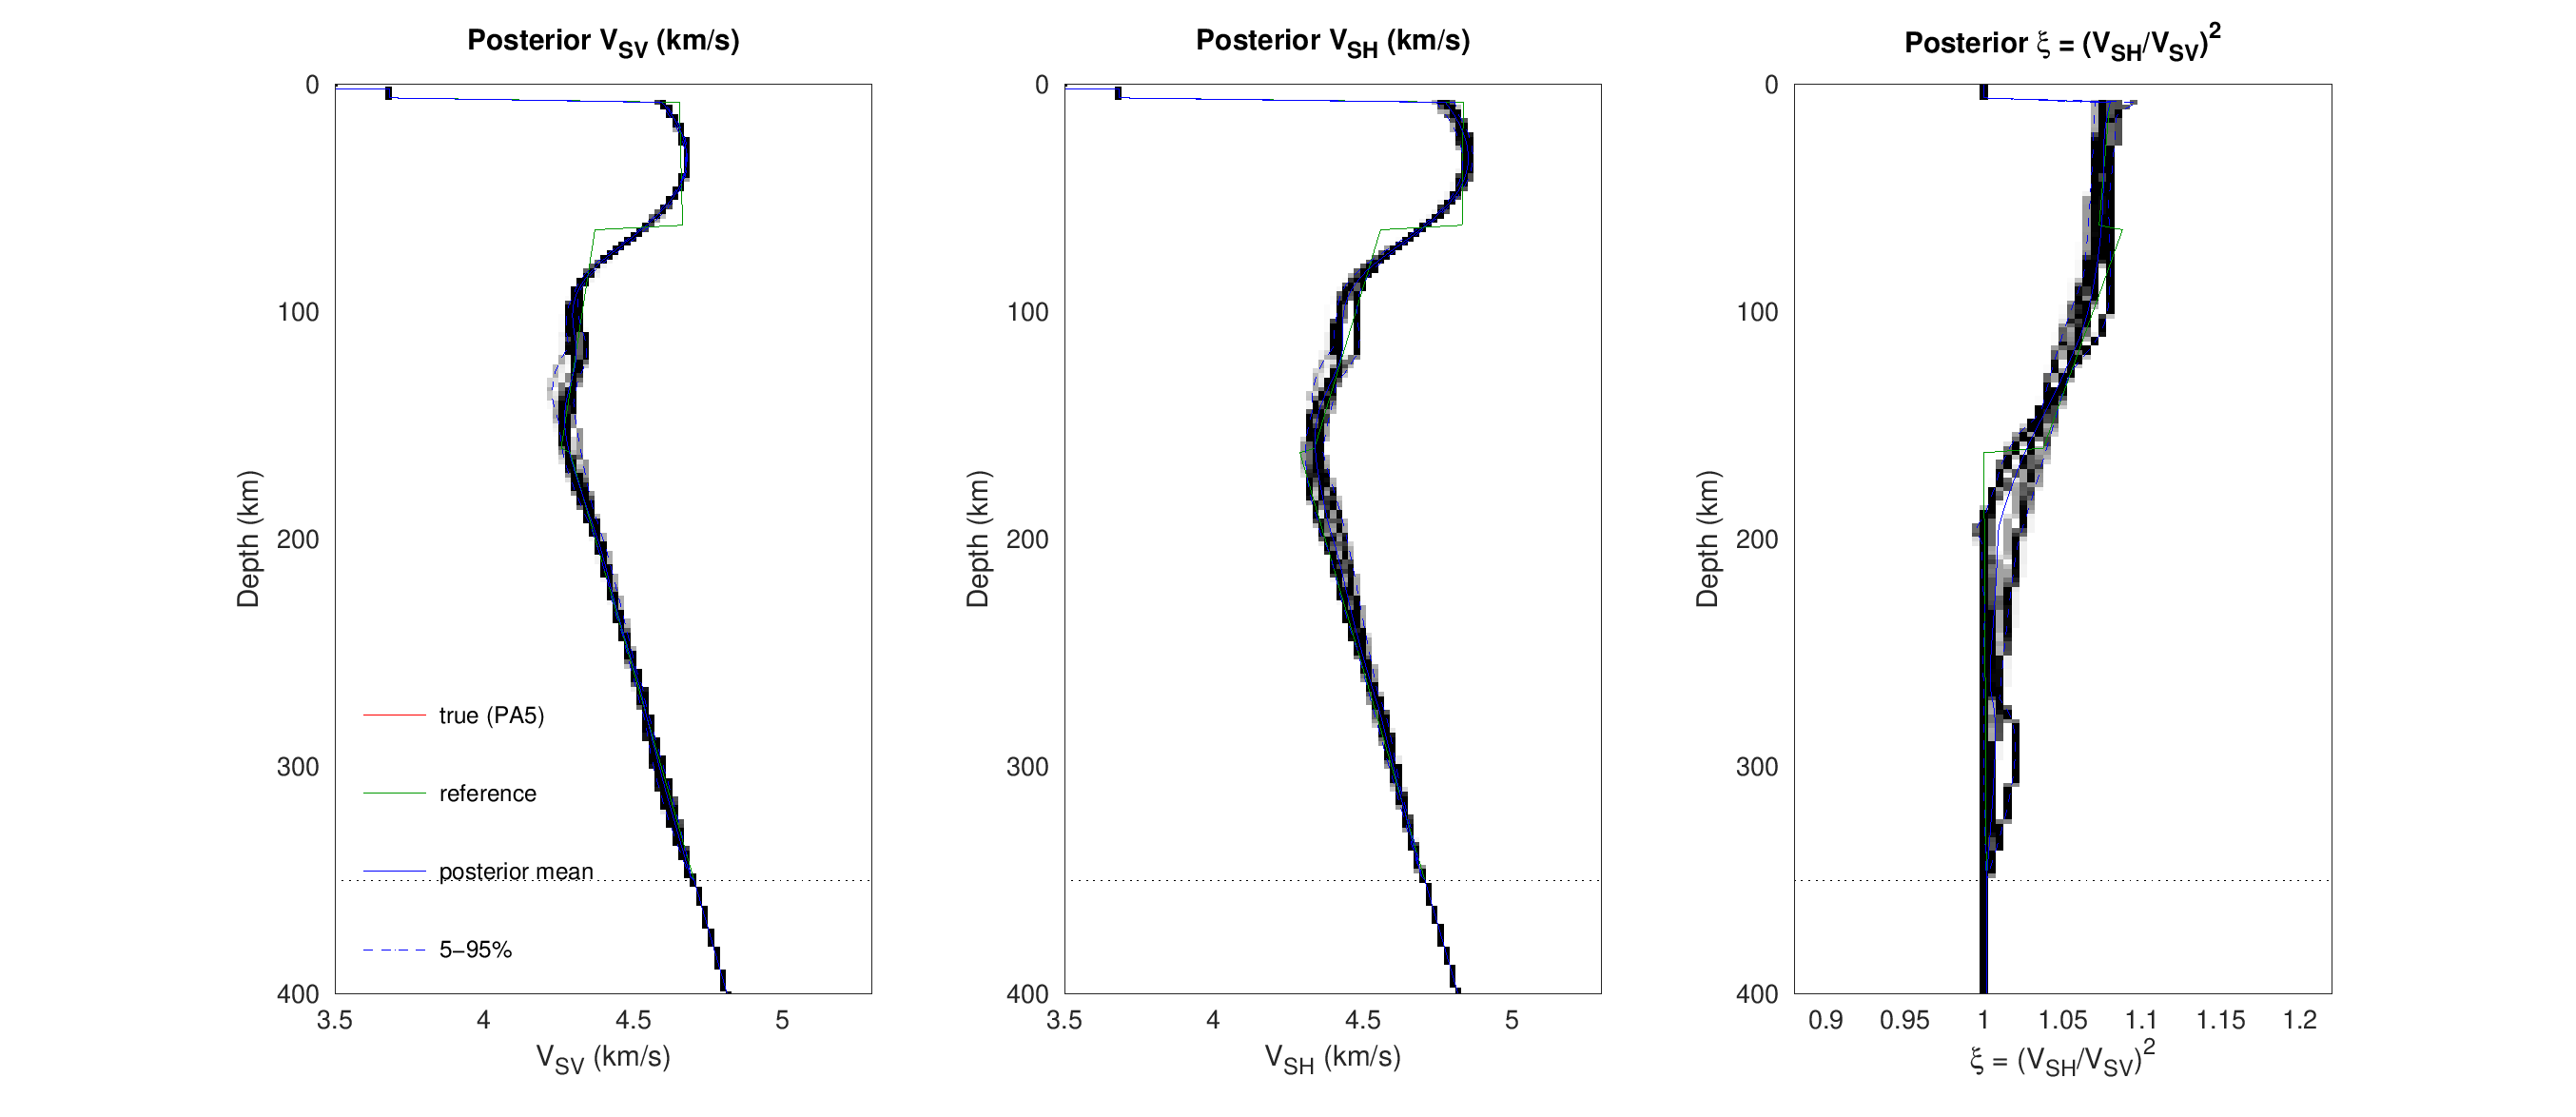 Posterior V_SV (km/s)
0
100
200
300
400
Depth (km)
true (PA5)
reference
posterior mean
5−95%
3.5 4 4.5 5
V_SV (km/s)
Posterior V_SH (km/s)
0
100
200
300
400
Depth (km)
3.5 4 4.5 5
V_SH (km/s)
Posterior ξ = (V_SH/V_SV)^2
0
100
200
300
400
Depth (km)
0.9 0.95 1 1.05 1.1 1.15 1.2
ξ = (V_SH/V_SV)^2